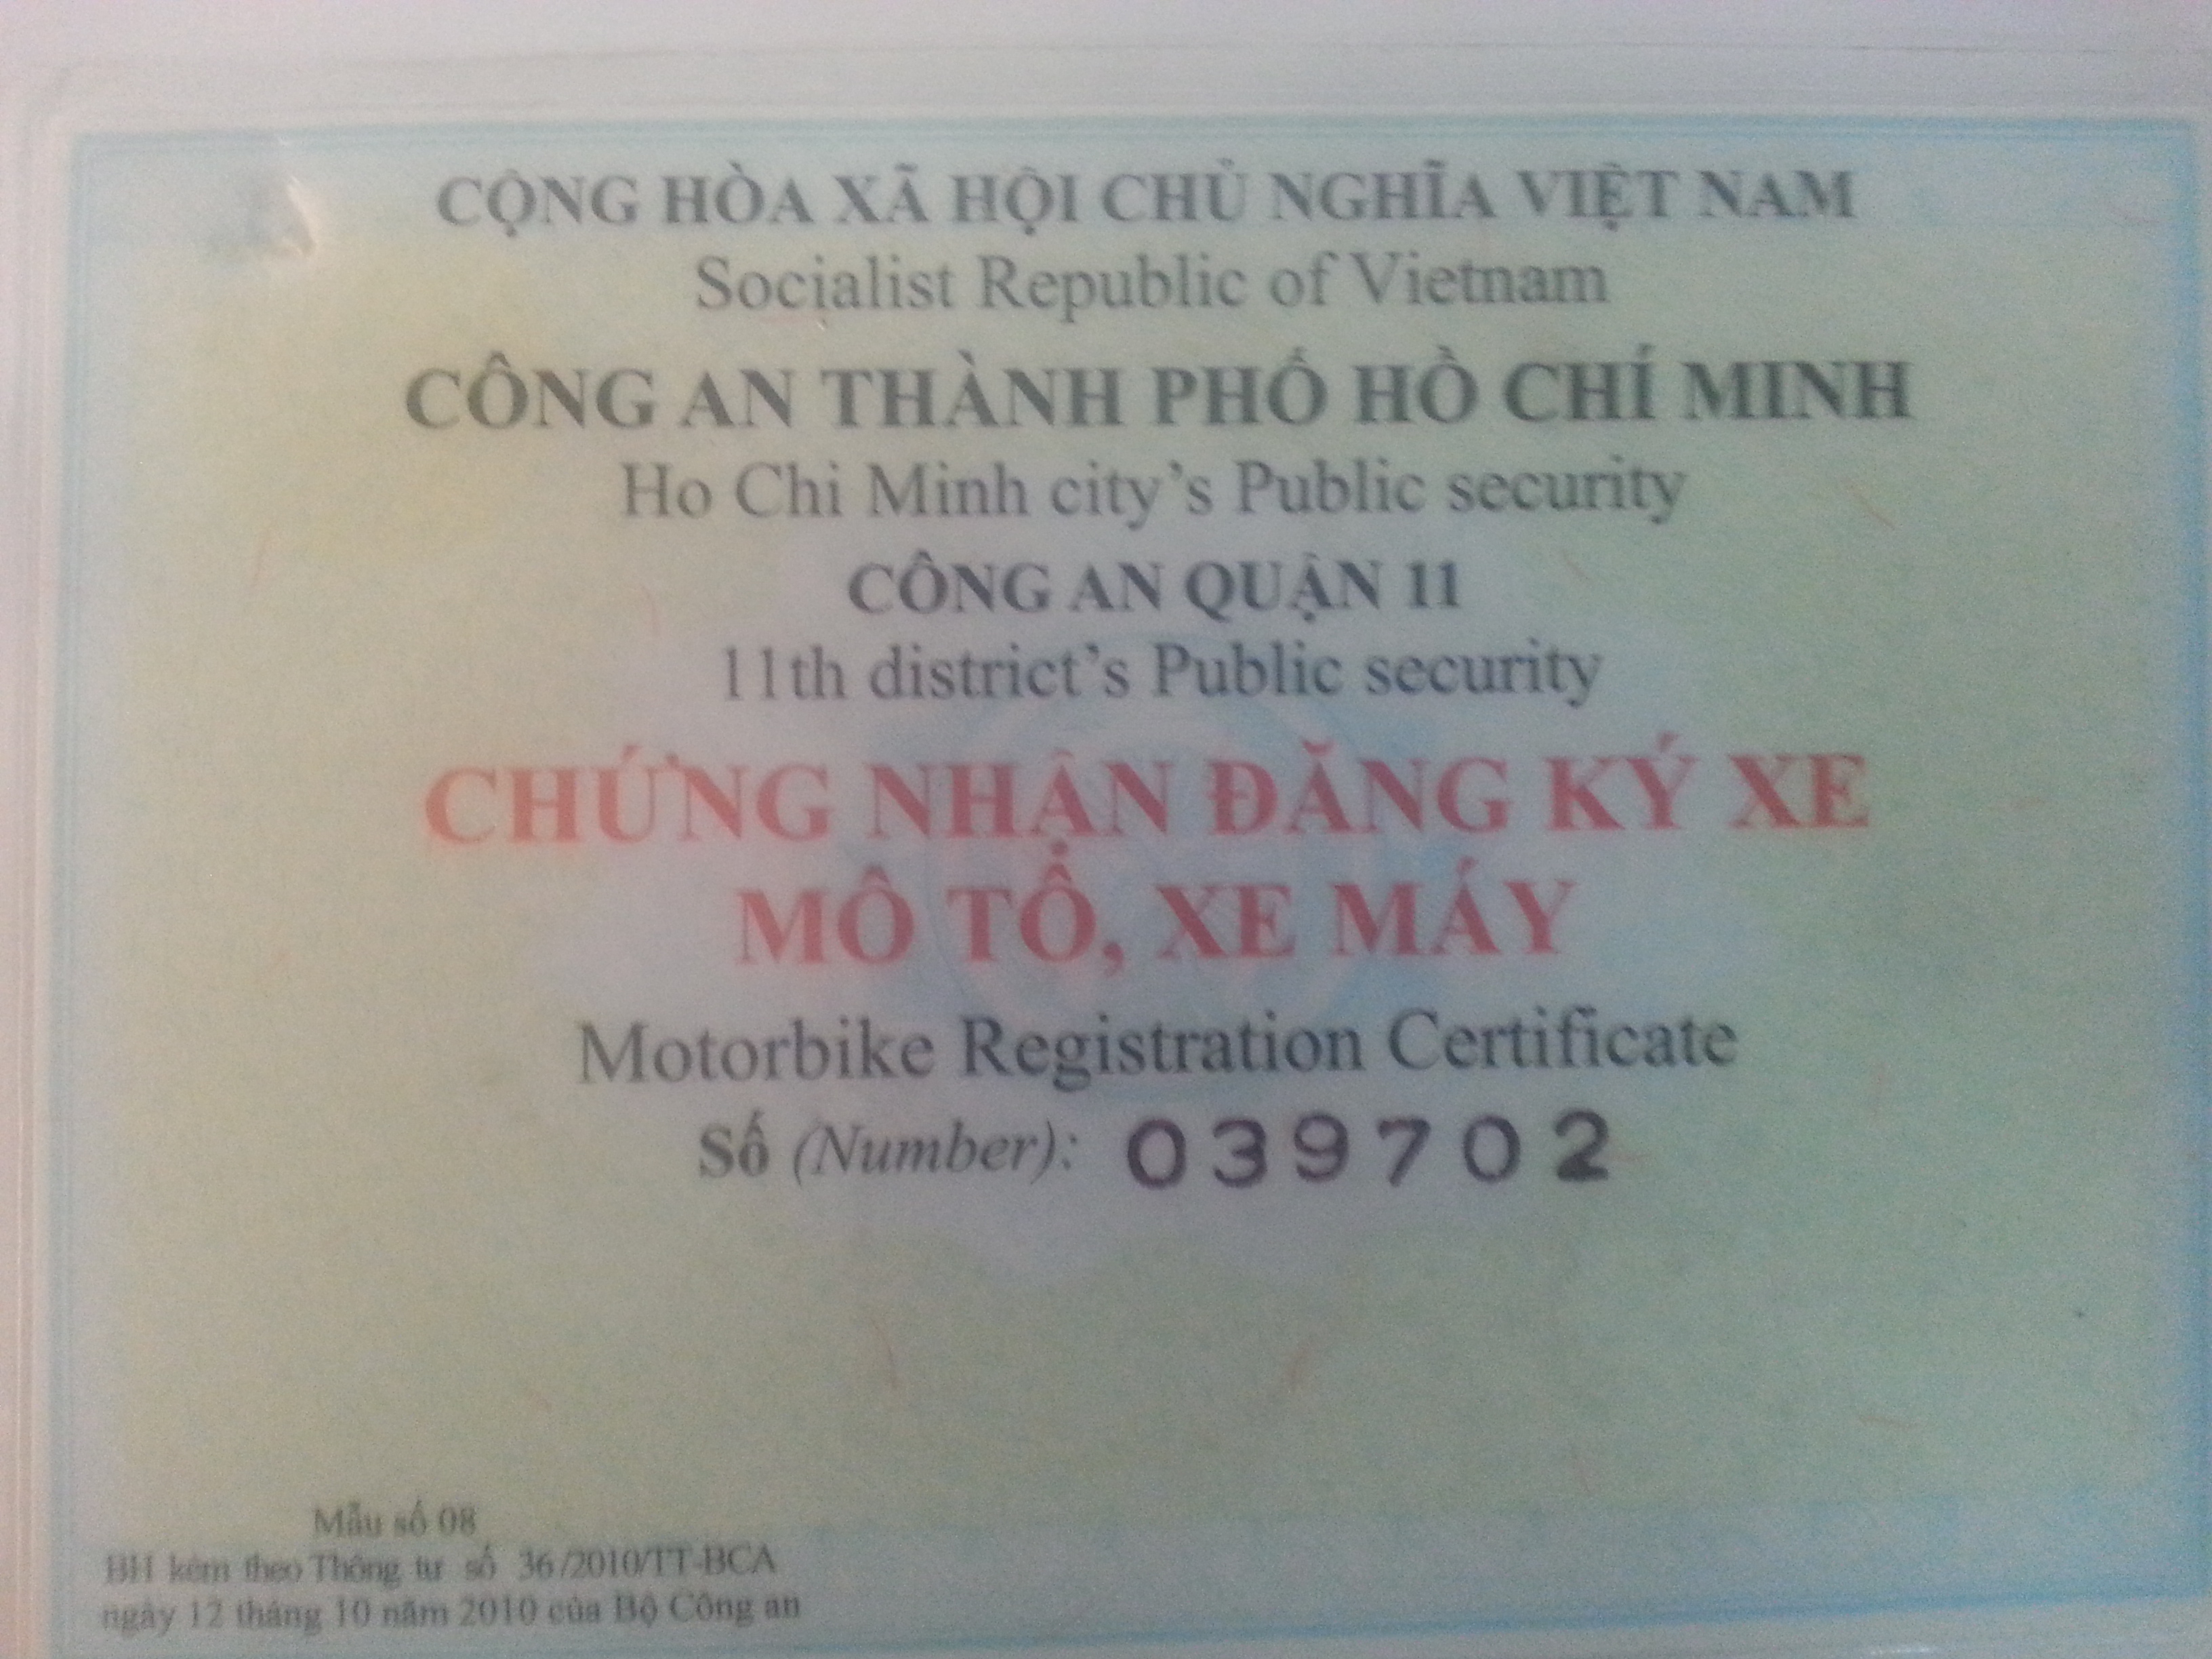 CỘNG HÒA XÃ HỘI CHỦ NGHĨA VIỆT NAM
Socialist Republic of Vietnam
CÔNG AN THÀNH PHỐ HỒ CHÍ MINH
Ho Chi Minh city's Public security
CÔNG AN QUẬN 11
11th district's Public security
CHỨNG NHẬN ĐĂNG KÝ XE
MÔ TÔ, XE MÁY
Motorbike Registration Certificate
Số (Number): 039702
Mẫu số 08
BH kèm theo Thông tư số 36/2010/TT-BCA
ngày 12 tháng 10 năm 2010 của Bộ Công an